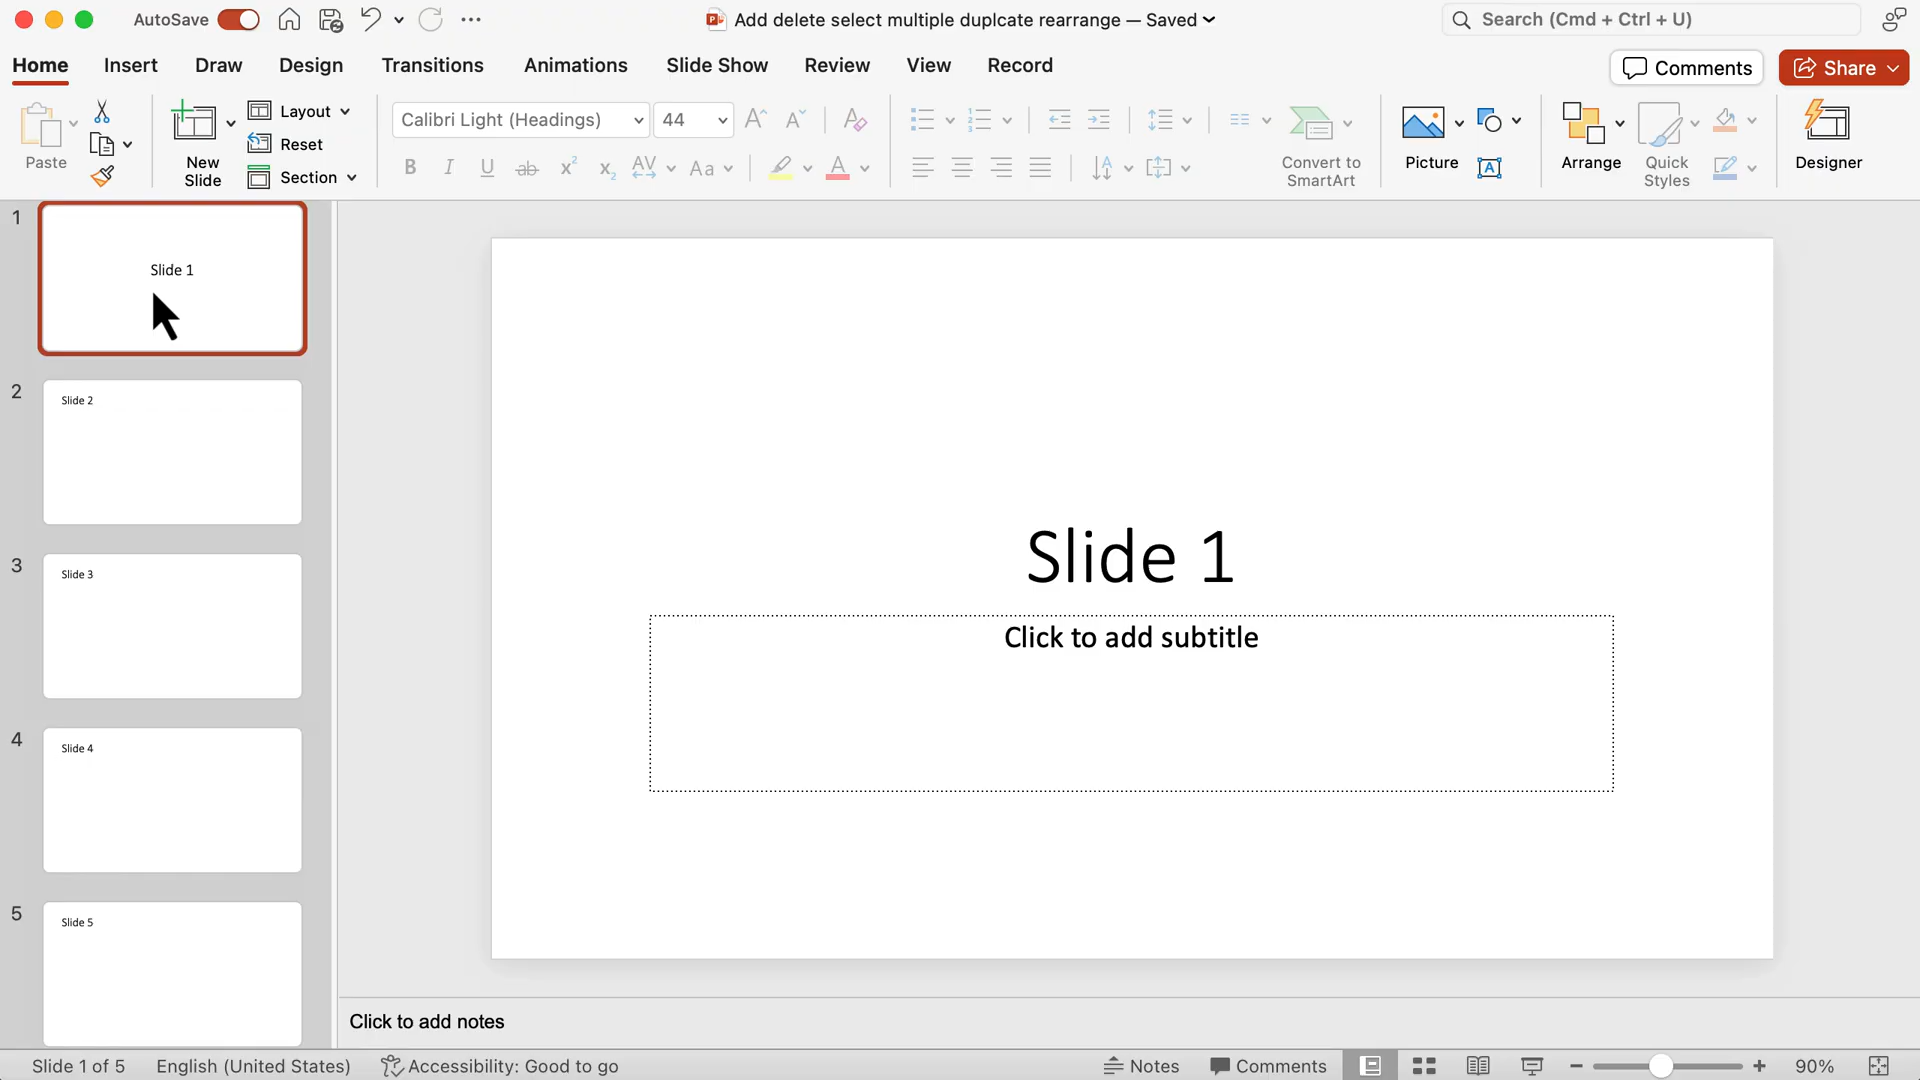 AutoSave
Add delete select multiple duplcate rearrange — Saved
Search (Cmd + Ctrl + U)
Home Insert Draw Design Transitions Animations Slide Show Review View Record
Comments Share
Paste
New Slide
Layout
Reset
Section
Calibri Light (Headings) 44
Convert to SmartArt
Picture
Arrange
Quick Styles
Designer
1
Slide 1
2
Slide 2
3
Slide 3
4
Slide 4
5
Slide 5
Slide 1
Click to add subtitle
Click to add notes
Slide 1 of 5 English (United States) Accessibility: Good to go Notes Comments 90%